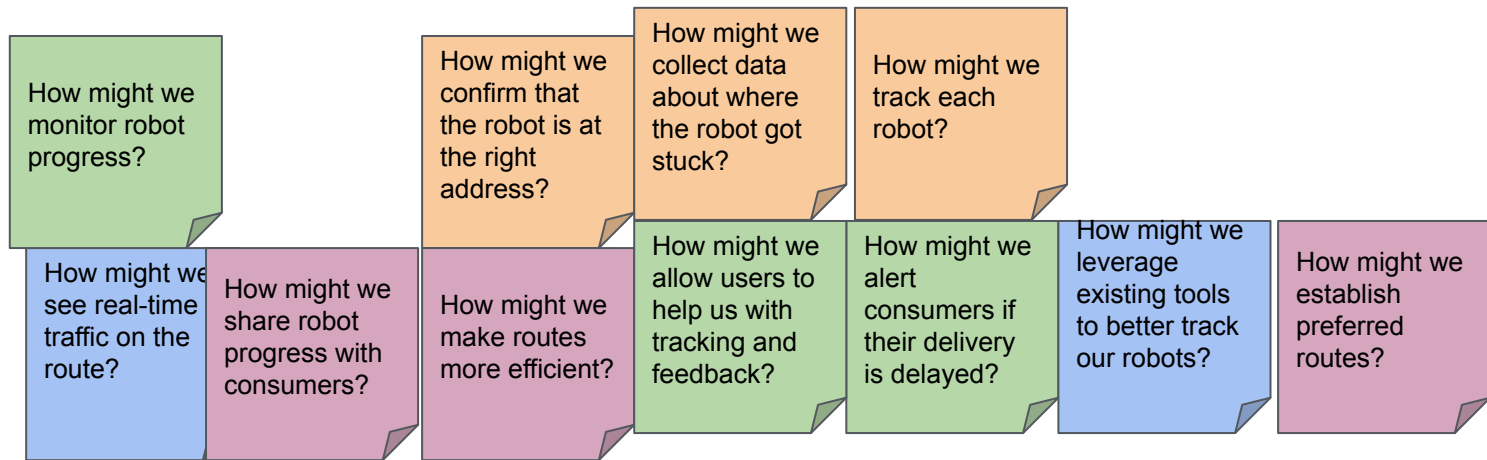 How might we
monitor robot
progress?
How might we
confirm that
the robot is at
the right
address?
How might we
collect data
about where
the robot got
stuck?
How might we
track each
robot?
How might we
see real-time
traffic on the
route?
How might we
share robot
progress with
consumers?
How might we
make routes
more efficient?
How might we
allow users to
help us with
tracking and
feedback?
How might we
alert
consumers if
their delivery
is delayed?
How might we
leverage
existing tools
to better track
our robots?
How might we
establish
preferred
routes?